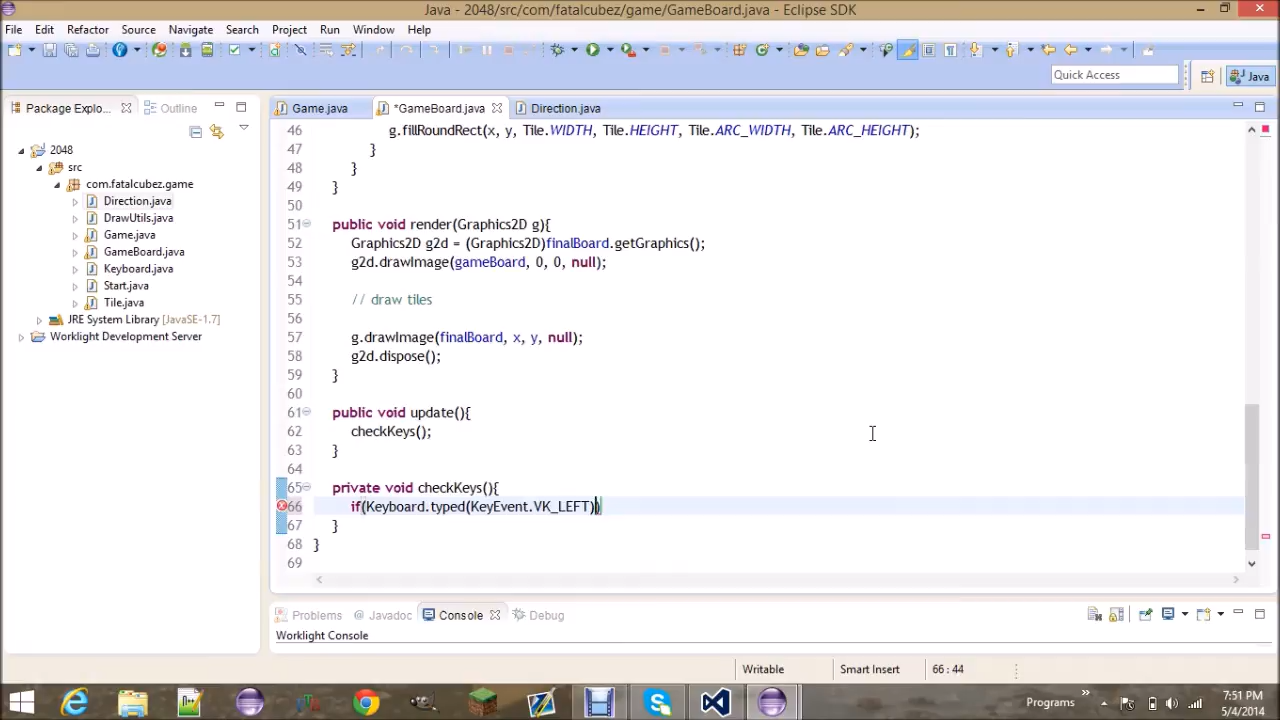 Java - 2048/src/com/fatalcubez/game/GameBoard.java - Eclipse SDK
File Edit Refactor Source Navigate Search Project Run Window Help
Quick Access
Java
Package Explo...
Outline
Game.java
*GameBoard.java
Direction.java
2048
src
com.fatalcubez.game
Direction.java
DrawUtils.java
Game.java
GameBoard.java
Keyboard.java
Start.java
Tile.java
JRE System Library [JavaSE-1.7]
Worklight Development Server
46 g.fillRoundRect(x, y, Tile.WIDTH, Tile.HEIGHT, Tile.ARC_WIDTH, Tile.ARC_HEIGHT);
47 }
48 }
49 }
50
51 public void render(Graphics2D g){
52 Graphics2D g2d = (Graphics2D)finalBoard.getGraphics();
53 g2d.drawImage(gameBoard, 0, 0, null);
54
55 // draw tiles
56
57 g.drawImage(finalBoard, x, y, null);
58 g2d.dispose();
59 }
60
61 public void update(){
62 checkKeys();
63 }
64
65 private void checkKeys(){
66 if(Keyboard.typed(KeyEvent.VK_LEFT))
67 }
68 }
69
Problems Javadoc Console Debug
Worklight Console
Writable Smart Insert 66 : 44
Programs
7:51 PM
5/4/2014